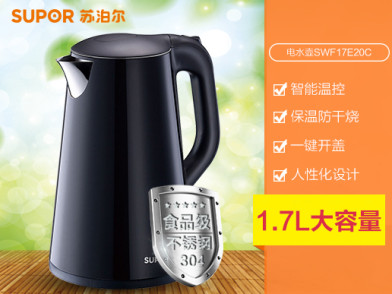 SUPOR 苏泊尔
电水壶SWF17E20C
智能温控
保温防干烧
一键开盖
人性化设计
1.7L大容量
食品级
不锈钢
304
SUPOR